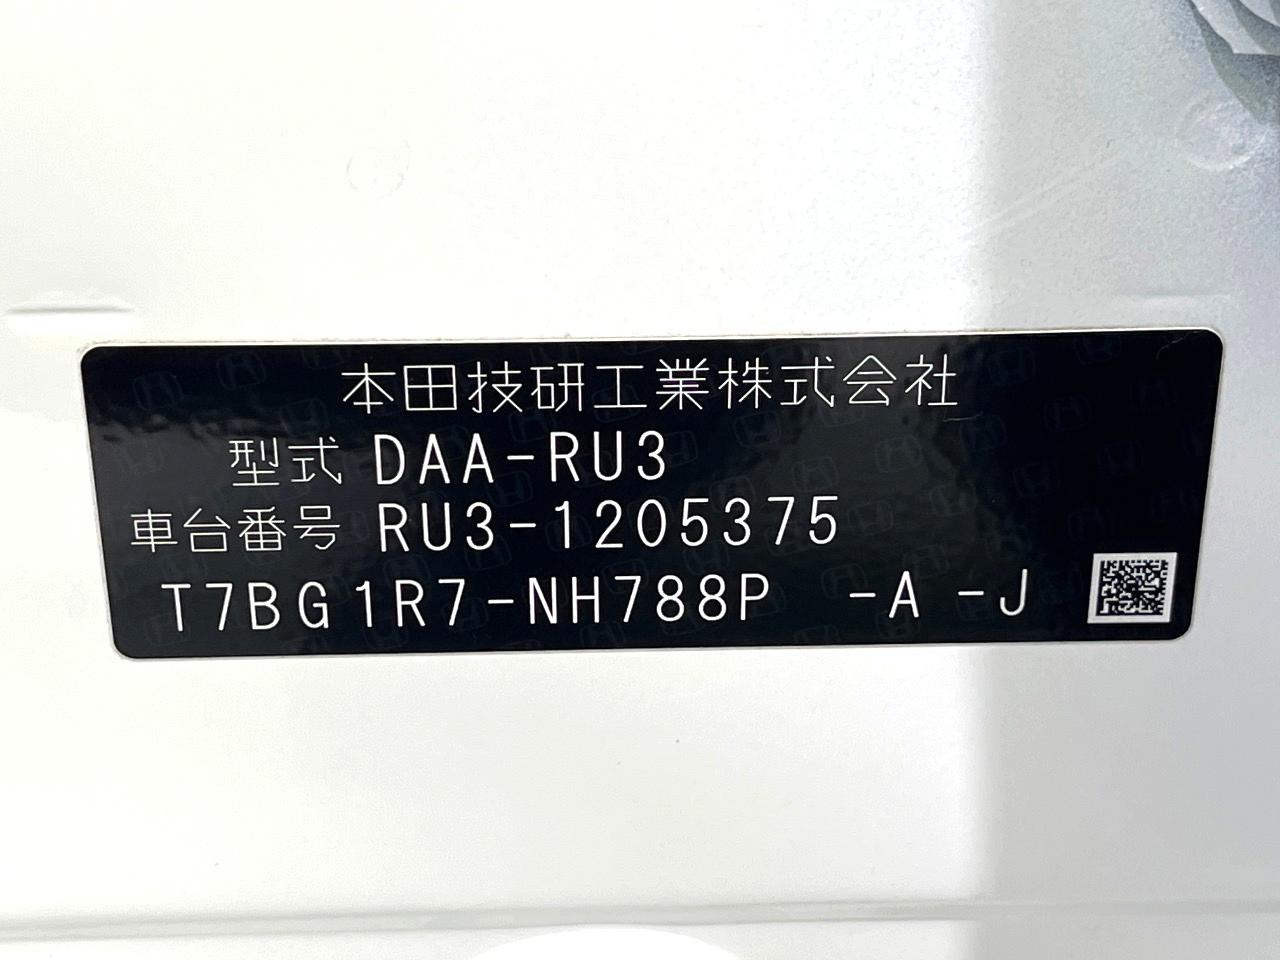 本田技研工業株式会社
型式 DAA-RU3
車台番号 RU3-1205375
T7BG1R7-NH788P -A -J